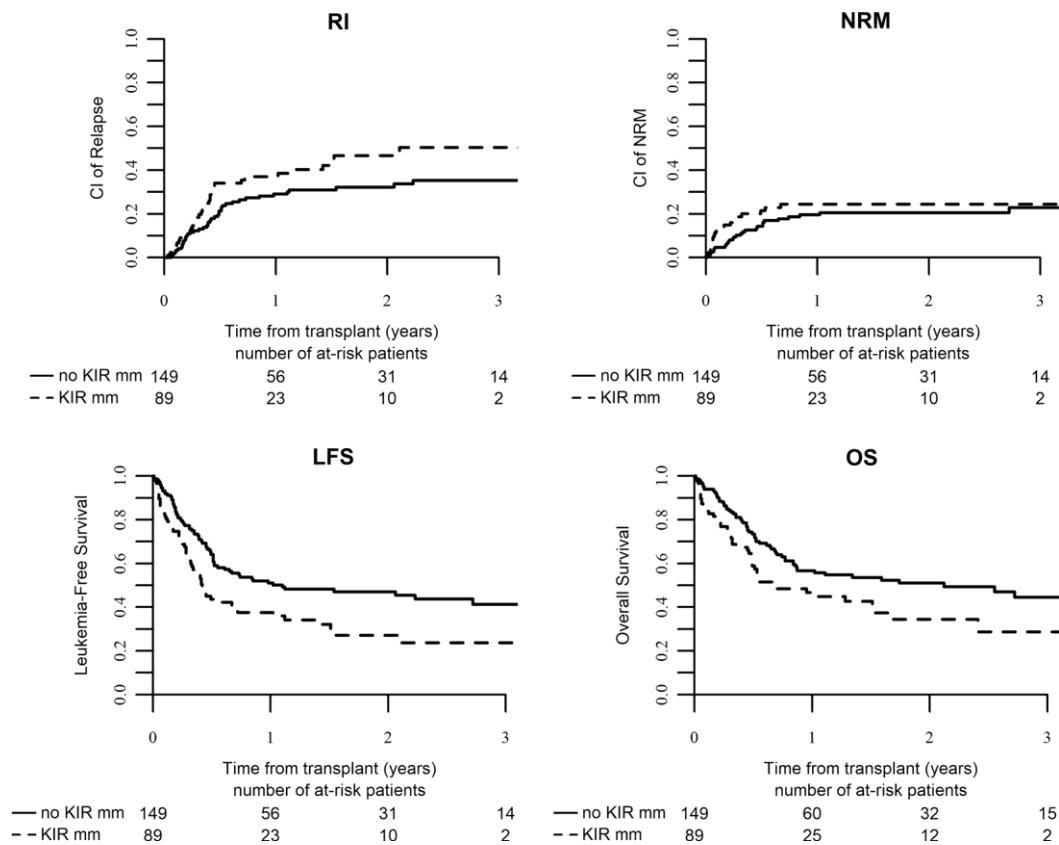 RI
CI of Relapse
1.0
0.8
0.6
0.4
0.2
0.0
0 1 2 3
Time from transplant (years)
number of at-risk patients
no KIR mm 149 56 31 14
KIR mm 89 23 10 2
NRM
CI of NRM
1.0
0.8
0.6
0.4
0.2
0.0
0 1 2 3
Time from transplant (years)
number of at-risk patients
no KIR mm 149 56 31 14
KIR mm 89 23 10 2
LFS
Leukemia-Free Survival
1.0
0.8
0.6
0.4
0.2
0.0
0 1 2 3
Time from transplant (years)
number of at-risk patients
no KIR mm 149 56 31 14
KIR mm 89 23 10 2
OS
Overall Survival
1.0
0.8
0.6
0.4
0.2
0.0
0 1 2 3
Time from transplant (years)
number of at-risk patients
no KIR mm 149 60 32 15
KIR mm 89 25 12 2